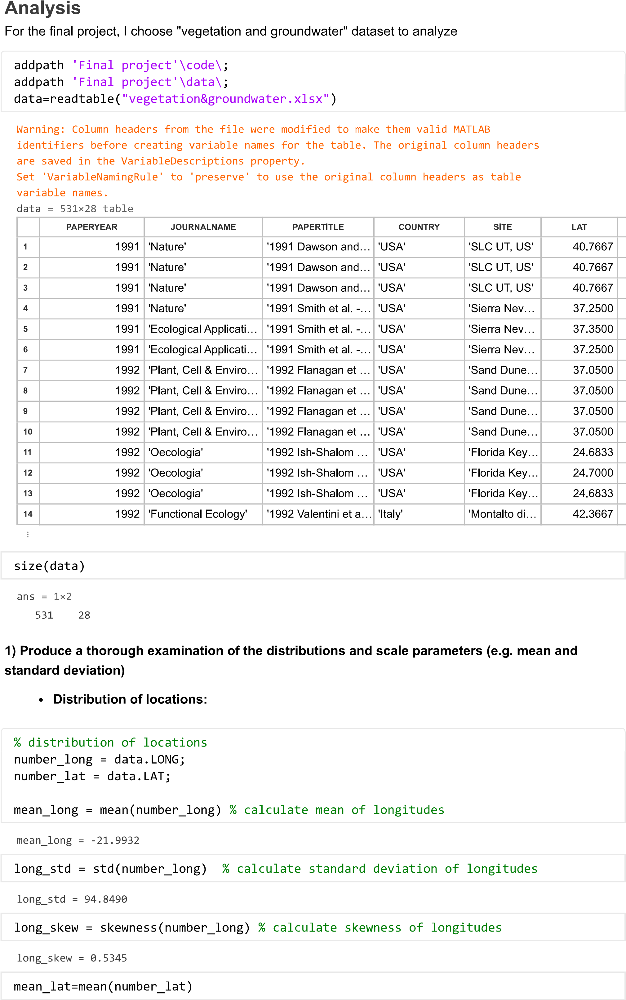 Analysis
For the final project, I choose "vegetation and groundwater" dataset to analyze
addpath 'Final project'\code\;
addpath 'Final project'\data\;
data=readtable("vegetation&groundwater.xlsx")
Warning: Column headers from the file were modified to make them valid MATLAB
identifiers before creating variable names for the table. The original column headers
are saved in the VariableDescriptions property.
Set 'VariableNamingRule' to 'preserve' to use the original column headers as table
variable names.
data = 531×28 table
PAPERYEAR JOURNALNAME PAPERTITLE COUNTRY SITE LAT
1 1991 'Nature' '1991 Dawson and… 'USA' 'SLC UT, US' 40.7667
2 1991 'Nature' '1991 Dawson and… 'USA' 'SLC UT, US' 40.7667
3 1991 'Nature' '1991 Dawson and… 'USA' 'SLC UT, US' 40.7667
4 1991 'Nature' '1991 Smith et al. -… 'USA' 'Sierra Nev… 37.2500
5 1991 'Ecological Applicati… '1991 Smith et al. -… 'USA' 'Sierra Nev… 37.3500
6 1991 'Ecological Applicati… '1991 Smith et al. -… 'USA' 'Sierra Nev… 37.2500
7 1992 'Plant, Cell & Enviro… '1992 Flanagan et … 'USA' 'Sand Dune… 37.0500
8 1992 'Plant, Cell & Enviro… '1992 Flanagan et … 'USA' 'Sand Dune… 37.0500
9 1992 'Plant, Cell & Enviro… '1992 Flanagan et … 'USA' 'Sand Dune… 37.0500
10 1992 'Plant, Cell & Enviro… '1992 Flanagan et … 'USA' 'Sand Dune… 37.0500
11 1992 'Oecologia' '1992 Ish-Shalom … 'USA' 'Florida Key… 24.6833
12 1992 'Oecologia' '1992 Ish-Shalom … 'USA' 'Florida Key… 24.7000
13 1992 'Oecologia' '1992 Ish-Shalom … 'USA' 'Florida Key… 24.6833
14 1992 'Functional Ecology' '1992 Valentini et a… 'Italy' 'Montalto di… 42.3667
⋮
size(data)
ans = 1×2
531 28
1) Produce a thorough examination of the distributions and scale parameters (e.g. mean and
standard deviation)
• Distribution of locations:
% distribution of locations
number_long = data.LONG;
number_lat = data.LAT;
mean_long = mean(number_long) % calculate mean of longitudes
mean_long = -21.9932
long_std = std(number_long) % calculate standard deviation of longitudes
long_std = 94.8490
long_skew = skewness(number_long) % calculate skewness of longitudes
long_skew = 0.5345
mean_lat=mean(number_lat)